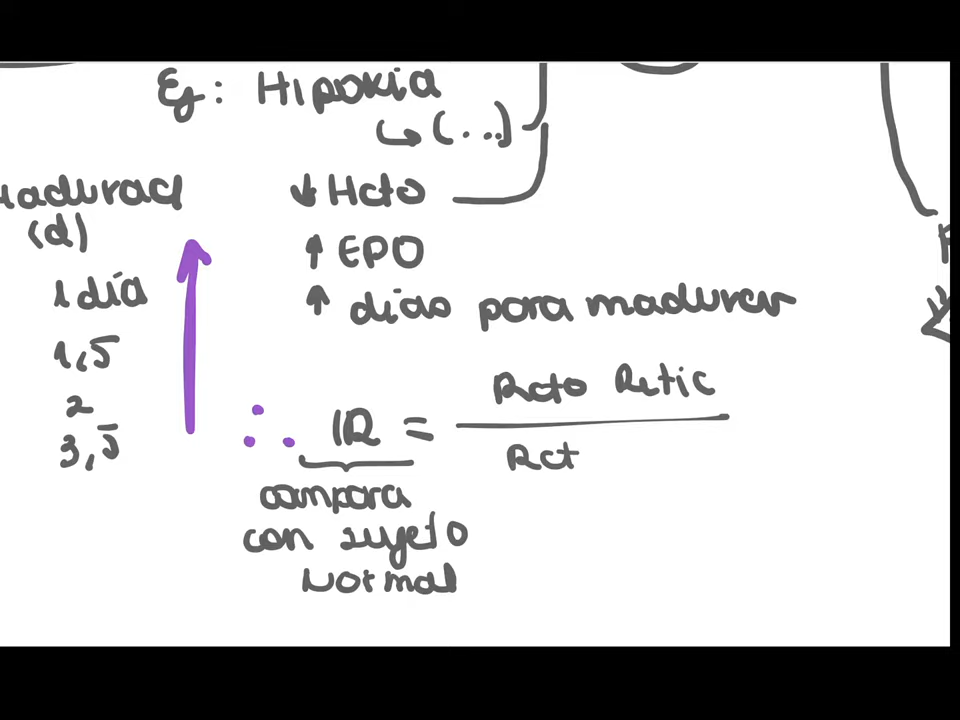 Ej: Hipoxia
↳ (...)
↓ Hcto
↑ EPO
↑ días para madurar
(d)
1 día
1,5
2
3,5
∴ IR = Rcto Retic
Rct
compara
con sujeto
Normal